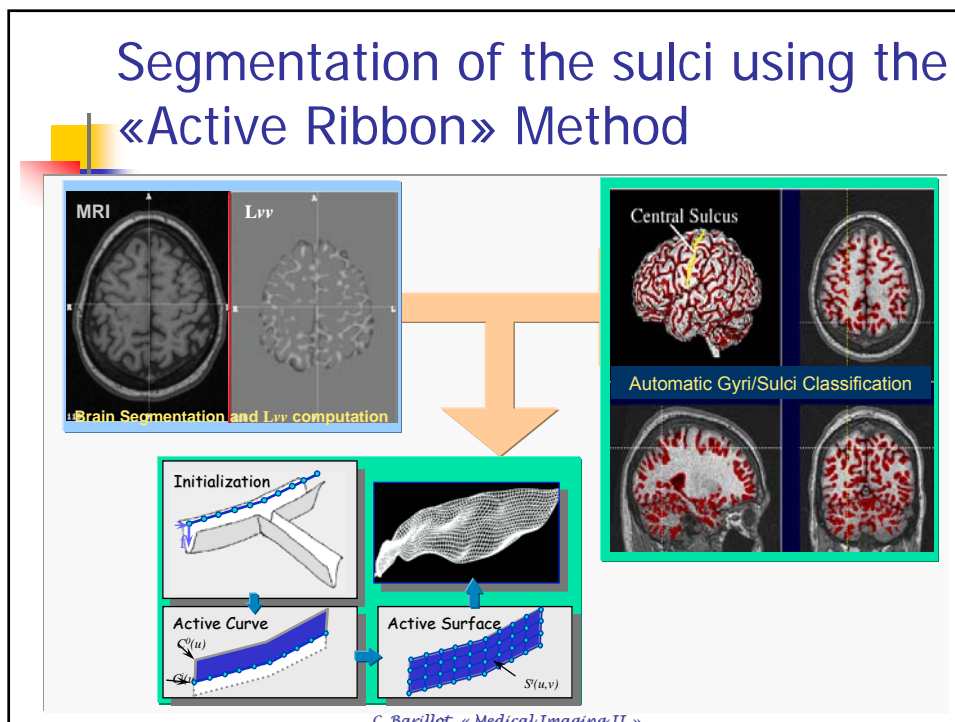 Segmentation of the sulci using the
«Active Ribbon» Method
MRI
Lvv
Brain Segmentation and Lvv computation
Central Sulcus
Automatic Gyri/Sulci Classification
Initialization
Active Curve
C⁰(u)
Active Surface
Sᵗ(u,v)
C. Barillot, « Medical Imaging II »